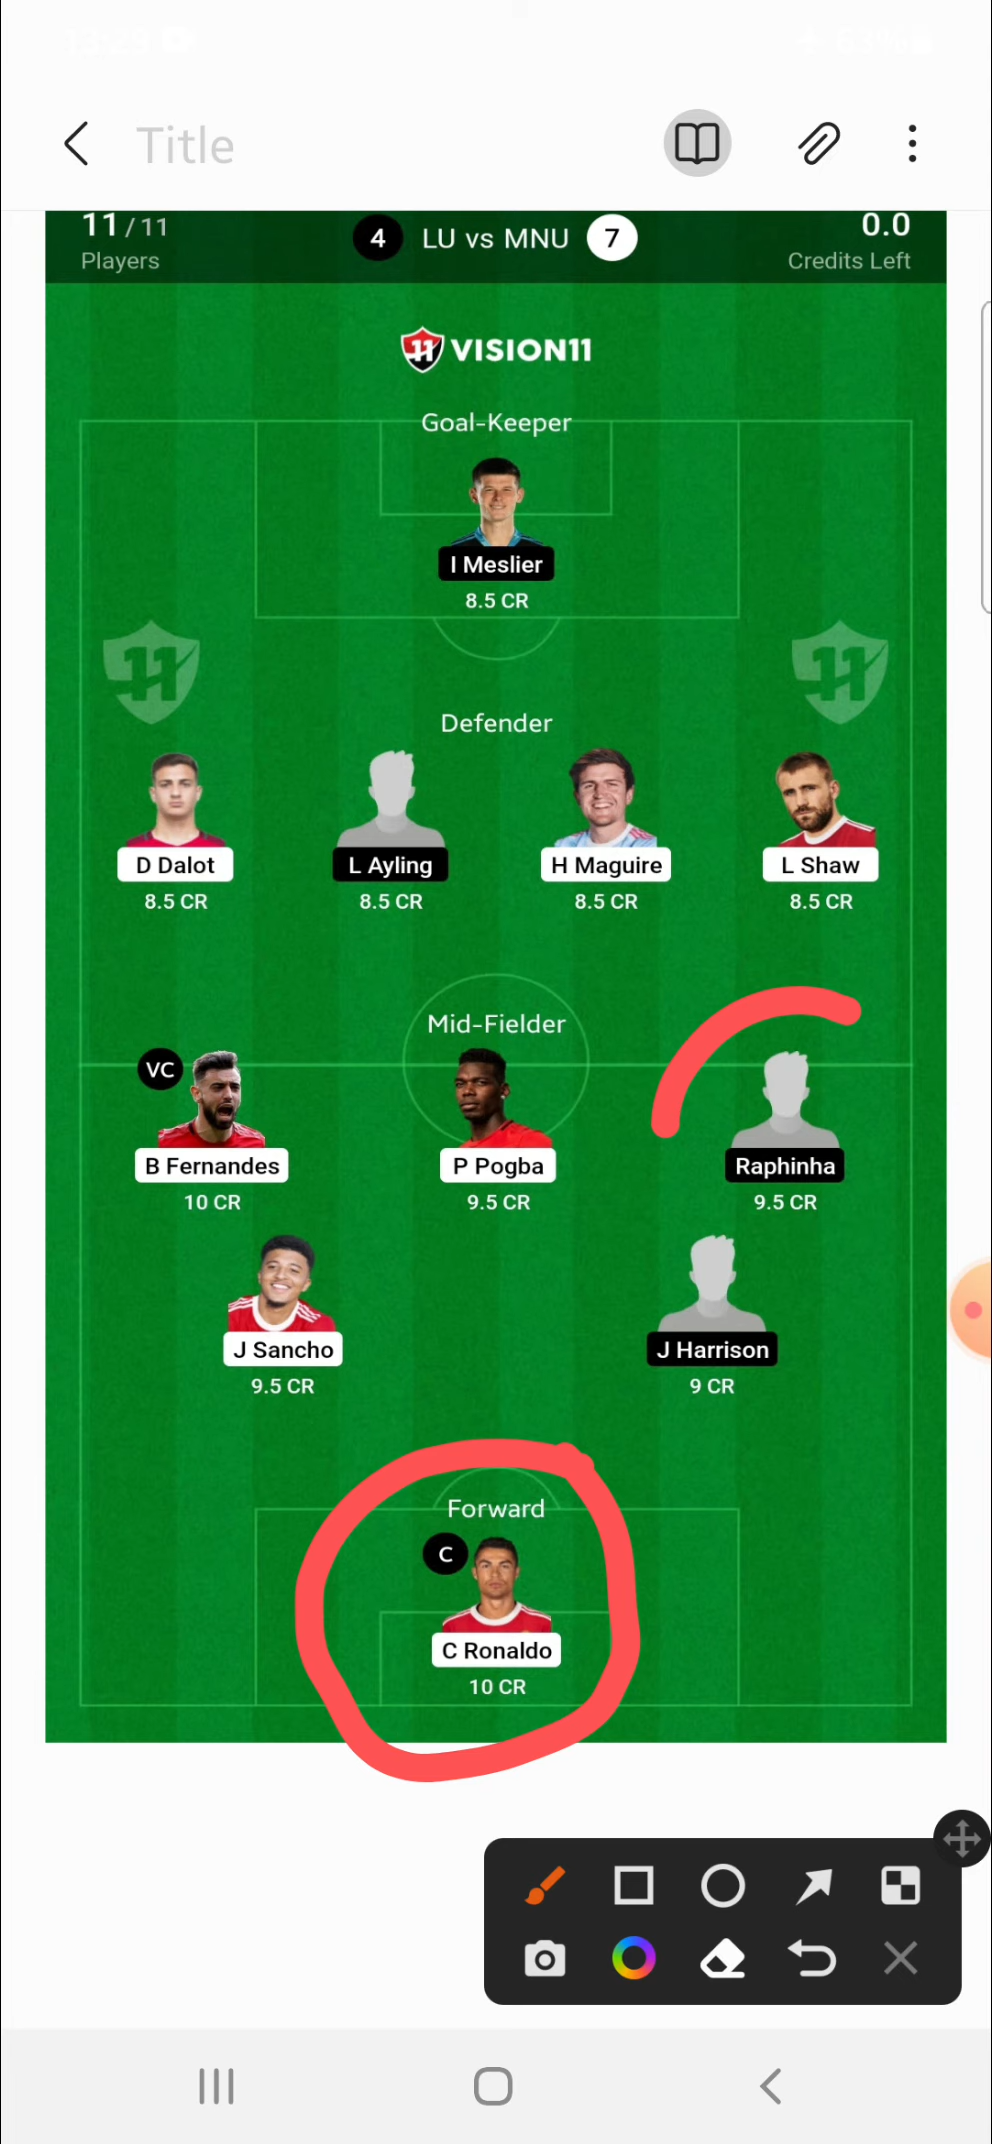 Title
11/11
Players
4 LU vs MNU 7
0.0
Credits Left
11 VISION11
Goal-Keeper
I Meslier
8.5 CR
Defender
D Dalot
8.5 CR
L Ayling
8.5 CR
H Maguire
8.5 CR
L Shaw
8.5 CR
Mid-Fielder
VC
B Fernandes
10 CR
P Pogba
9.5 CR
Raphinha
9.5 CR
J Sancho
9.5 CR
J Harrison
9 CR
Forward
C
C Ronaldo
10 CR